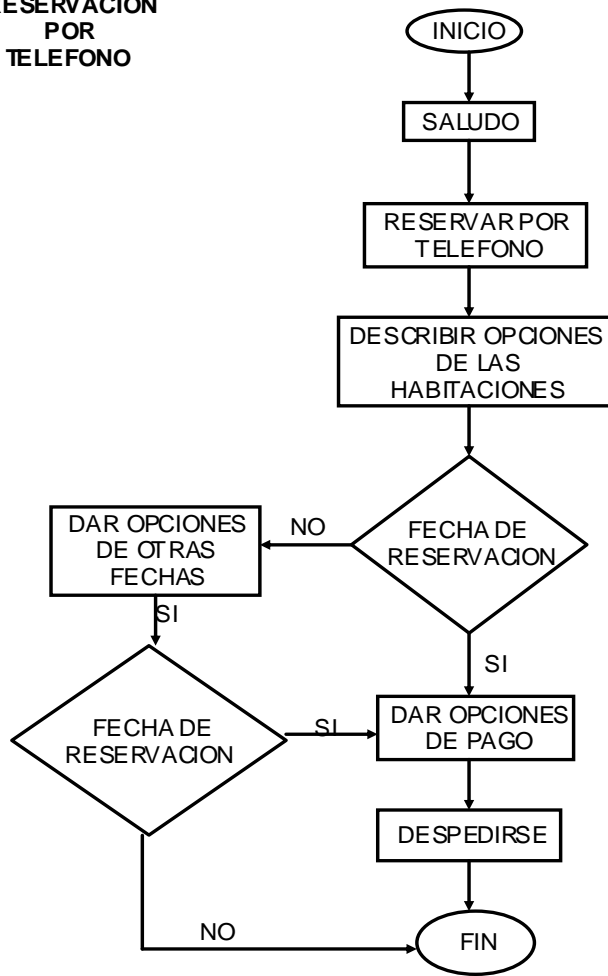 RESERVACION
POR
TELEFONO
INICIO
SALUDO
RESERVAR POR
TELEFONO
DESCRIBIR OPCIONES
DE LAS
HABITACIONES
FECHA DE
RESERVACION
NO
DAR OPCIONES
DE OTRAS
FECHAS
SI
SI
FECHA DE
RESERVACION
SI
DAR OPCIONES
DE PAGO
DESPEDIRSE
NO
FIN